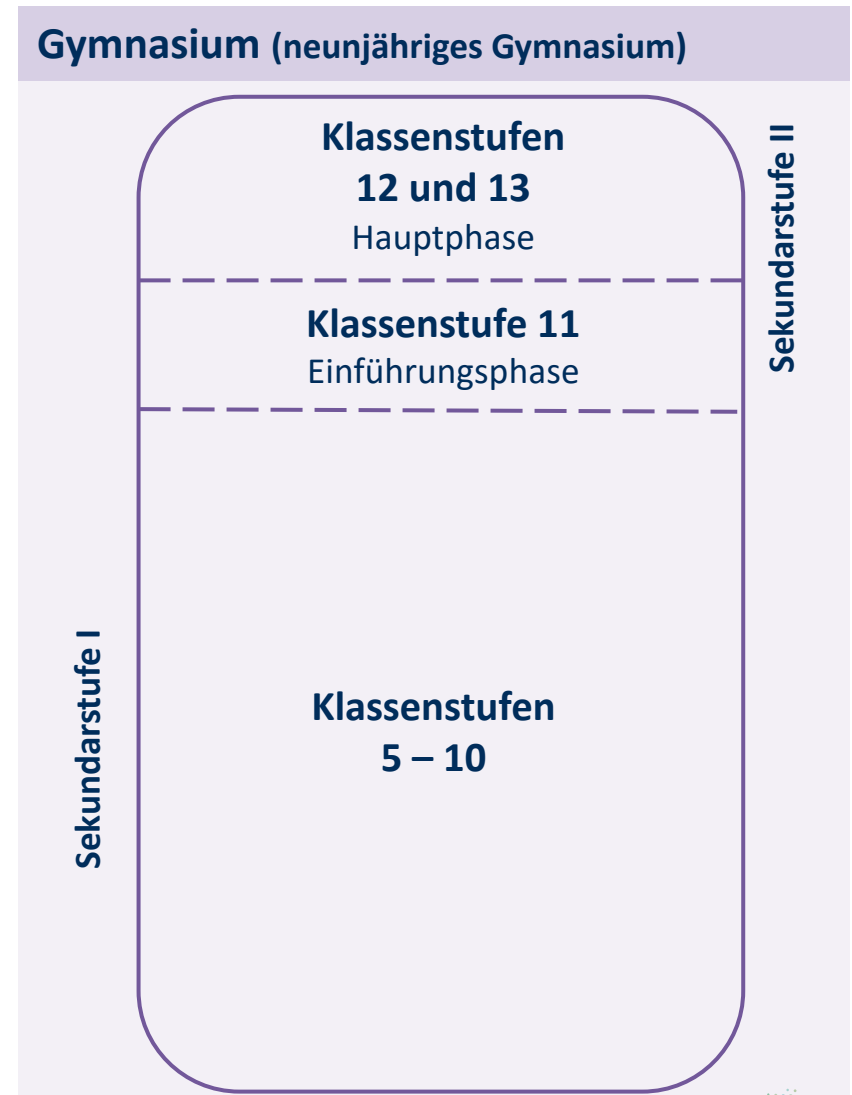 Gymnasium (neunjähriges Gymnasium)
Klassenstufen
12 und 13
Hauptphase
Sekundarstufe II
Klassenstufe 11
Einführungsphase
Sekundarstufe I
Klassenstufen
5 – 10